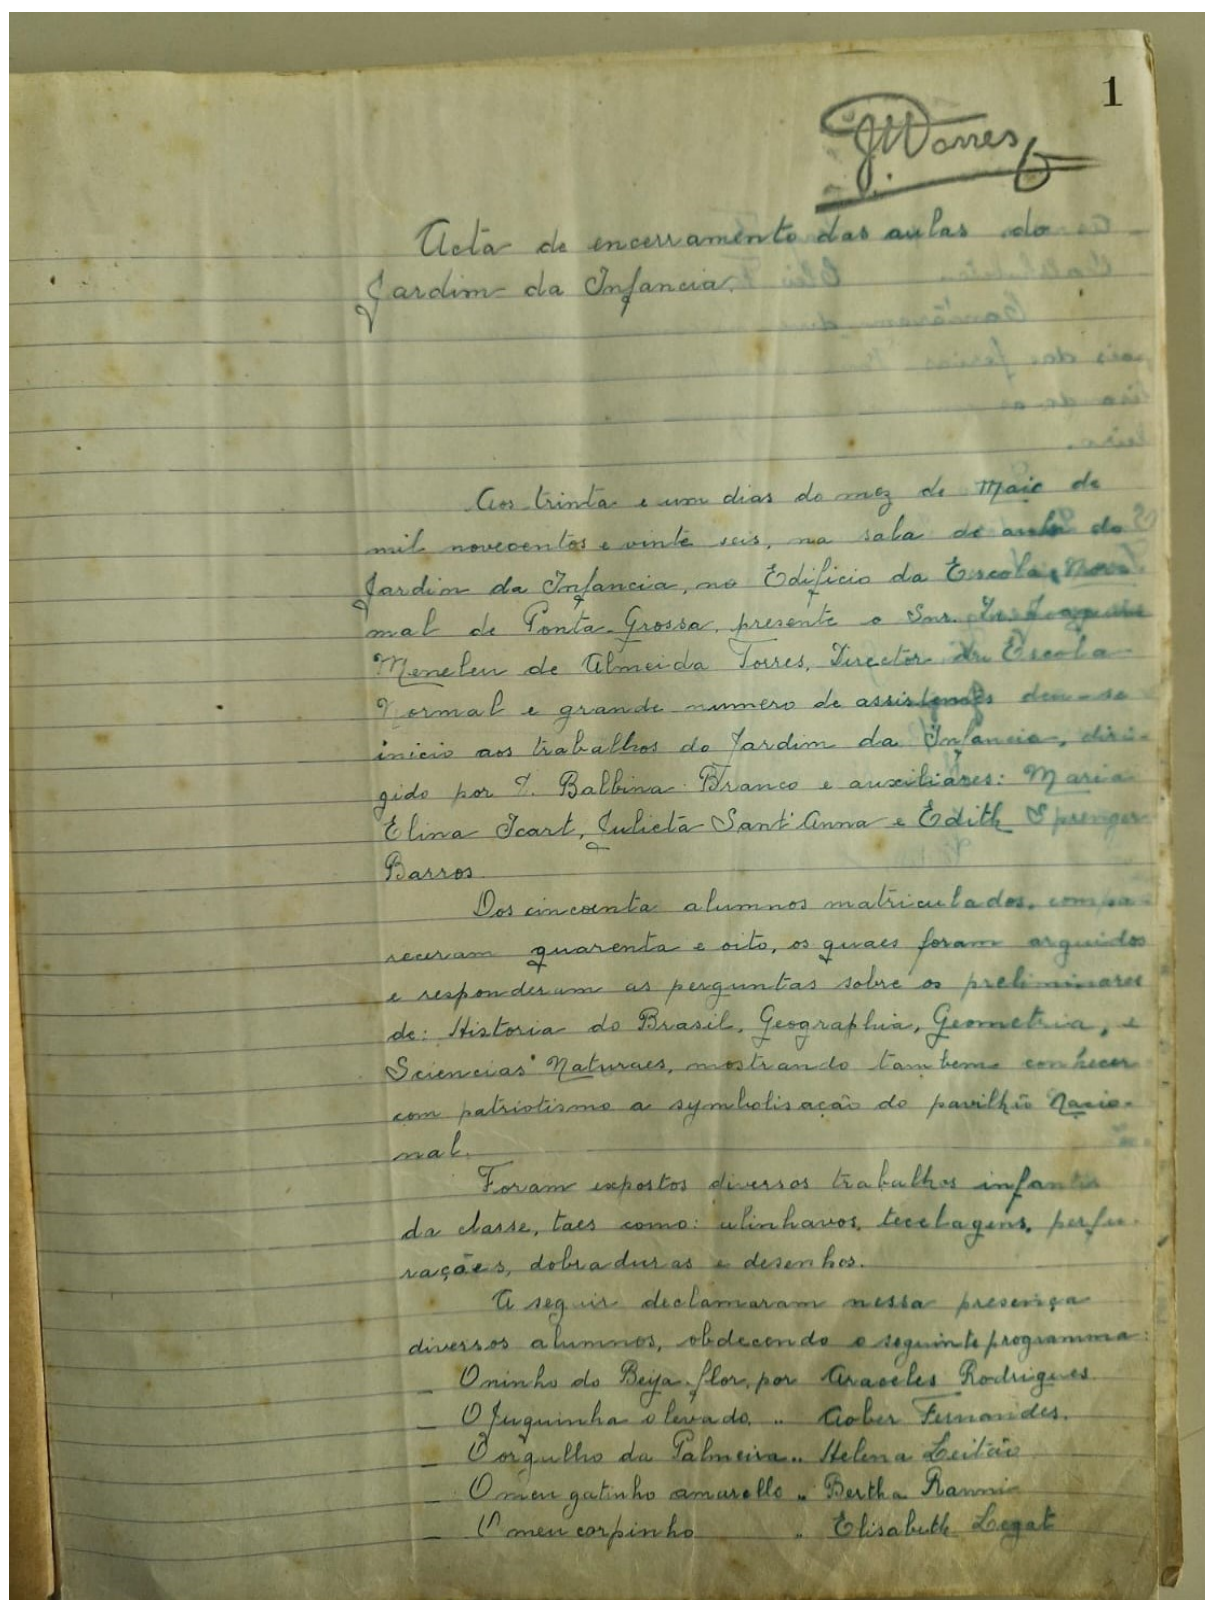 1
JMTorres
Acta de encerramento das aulas do
Jardim da Infancia.
Aos trinta e um dias do mez de Maio de
mil novecentos e vinte seis, na sala de aula do
Jardim da Infancia, no Edificio da Escola Nor-
mal de Ponta Grossa, presente o Snr.
Meneleu de Almeida Torres, Director da Escola
Normal e grande numero de assistentes deu-se
inicio aos trabalhos do Jardim da Infancia, diri-
gido por D. Balbina Branco e auxiliares: Maria
Elina Icart, Julieta Sant'Anna e Edith Sprenger
Barros.
Dos cincoenta alumnos matriculados, compa-
receram quarenta e oito, os quaes foram arguidos
e responderam as perguntas sobre os preliminares
de: Historia do Brasil, Geographia, Geometria, e
Sciencias Naturaes, mostrando tambem conhecer
com patriotismo a symbolisação do pavilhão Nacio-
nal.
Foram expostos diversos trabalhos infantis
da classe, taes como: alinhavos, tecelagens, perfu-
rações, dobraduras e desenhos.
A seguir declamaram nessa presença
diversos alumnos, obdecendo o seguinte programma:
– O ninho do Beija-flor, por Araceles Rodrigues.
– O Juquinha o levado, " Aober Fernandes.
– O orgulho da Palmeira " Helena Leitão
– O meu gatinho amarello " Bertha
– O meu corpinho " Elisabeth Legat